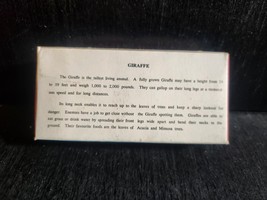 GIRAFFE
The Giraffe is the tallest living animal. A fully grown Giraffe may have a height from 14
to 18 feet and weigh 1,000 to 2,000 pounds. They can gallop on their long legs at a
speed and for long distances.
Its long neck enables it to reach up to the leaves of trees and keep a sharp lookout for
danger. Enemies have a job to get close without the Giraffe spotting them. Giraffes are able to
eat grass or drink water by spreading their front legs wide apart and bend their necks to the
ground. Their favourite foods are the leaves of Acacia and Mimosa trees.